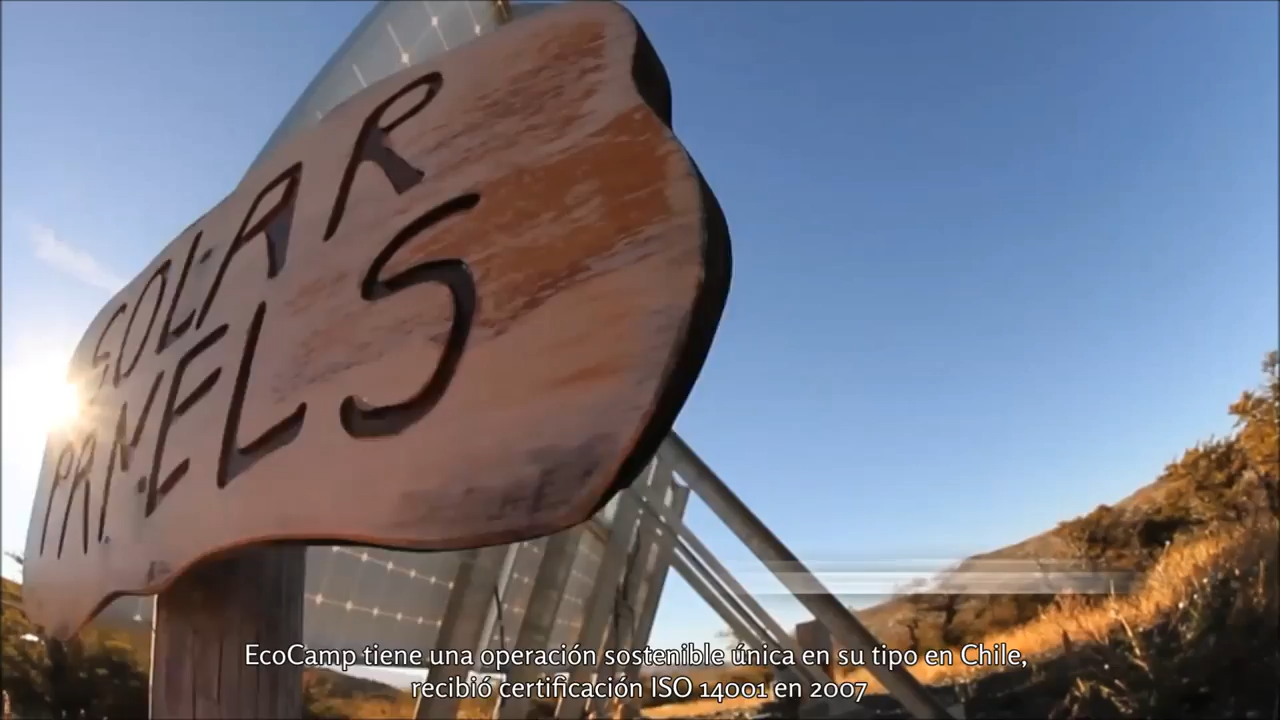 SOLAR
PANELS
EcoCamp tiene una operación sostenible única en su tipo en Chile,
recibió certificación ISO 14001 en 2007